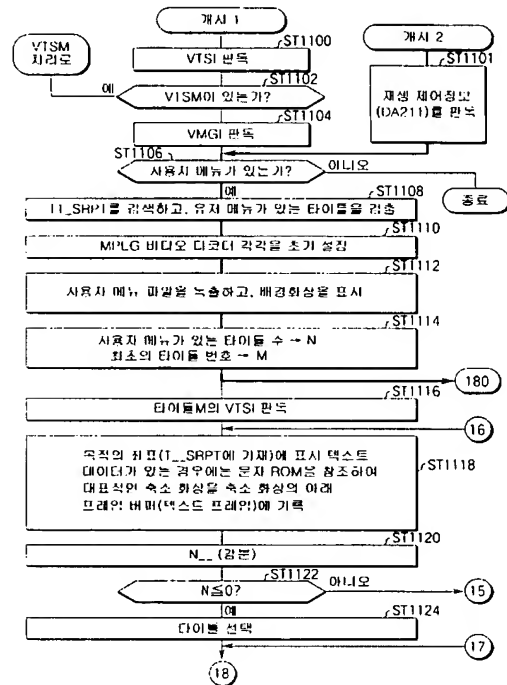 개시 1
개시 2
VTSM
처리로
ST1100
VTSI 판독
ST1101
재생 제어정보
(DA211)를 판독
ST1102
예
VTSM이 있는가?
ST1104
VMGI 판독
ST1106
사용자 메뉴가 있는가?
아니오
종료
예
ST1108
TT_SRPT를 검색하고, 유저 메뉴가 있는 타이틀을 검출
ST1110
비디오 디코더 각각을 초기 설정
ST1112
사용자 메뉴 파일을 독출하고, 배경화상을 표시
ST1114
사용자 메뉴가 있는 타이틀 수 → N
최초의 타이틀 번호 → M
180
ST1116
타이틀M의 VTSI 판독
16
목적의 좌표(T__SRPT에 기재)에 표시 텍스트
데이터가 있는 경우에는 문자 ROM을 참조하여
대표적인 축소 화상을 축소 화상의 아래
프레임 버퍼(텍스트 프레임)에 기록
ST1118
ST1120
N__ (감분)
ST1122
N≦0?
아니오
15
예
ST1124
타이틀 선택
17
18